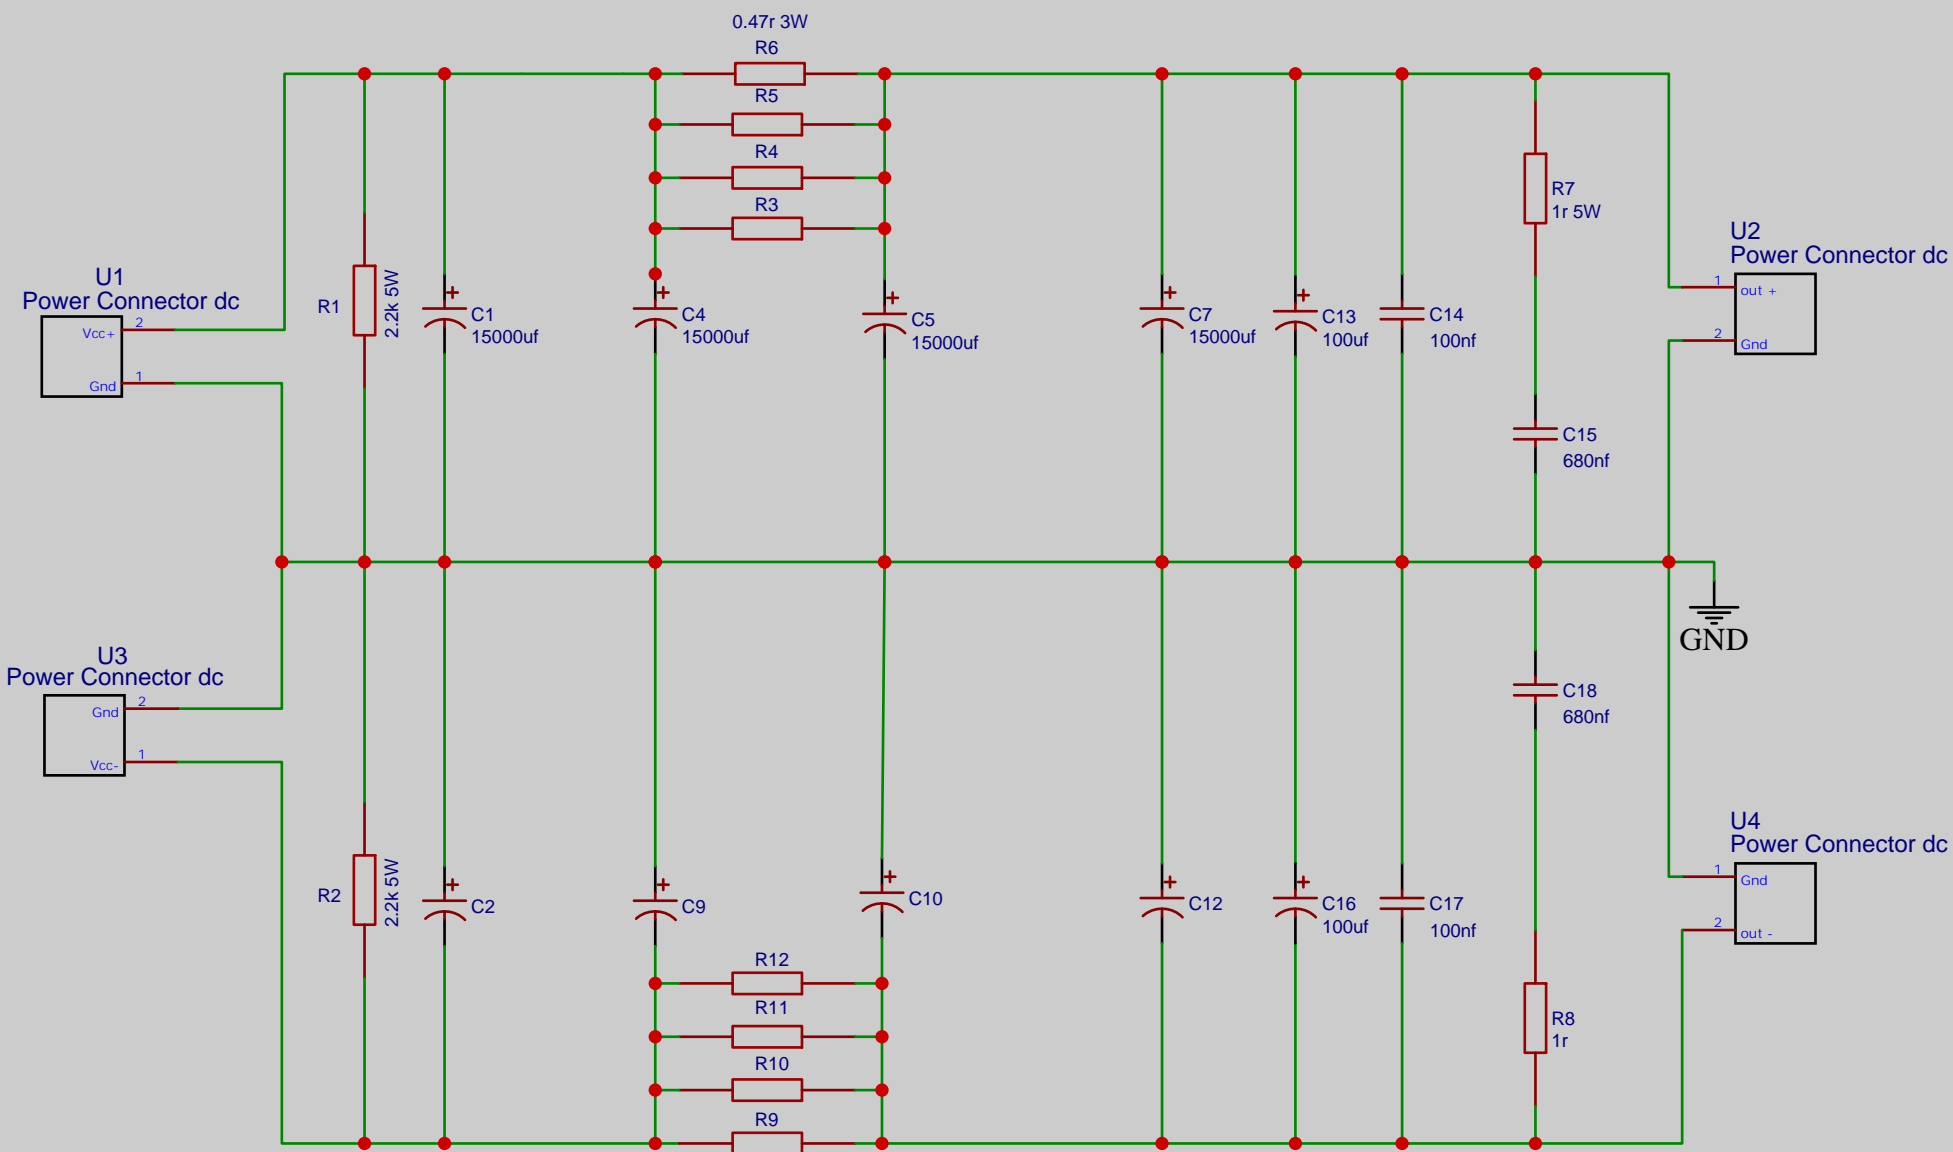 0.47r 3W
R6
R5
R4
R3
R1
2.2k 5W
C1
15000uf
C4
15000uf
C5
15000uf
C7
15000uf
C13
100uf
C14
100nf
R7
1r 5W
C15
680nf
U1
Power Connector dc
Vcc+
2
Gnd
1
U2
Power Connector dc
1
out +
2
Gnd
GND
U3
Power Connector dc
Gnd
2
Vcc-
1
R2
2.2k 5W
C2
C9
C10
C12
C16
100uf
C17
100nf
C18
680nf
R8
1r
U4
Power Connector dc
1
Gnd
2
out -
R12
R11
R10
R9